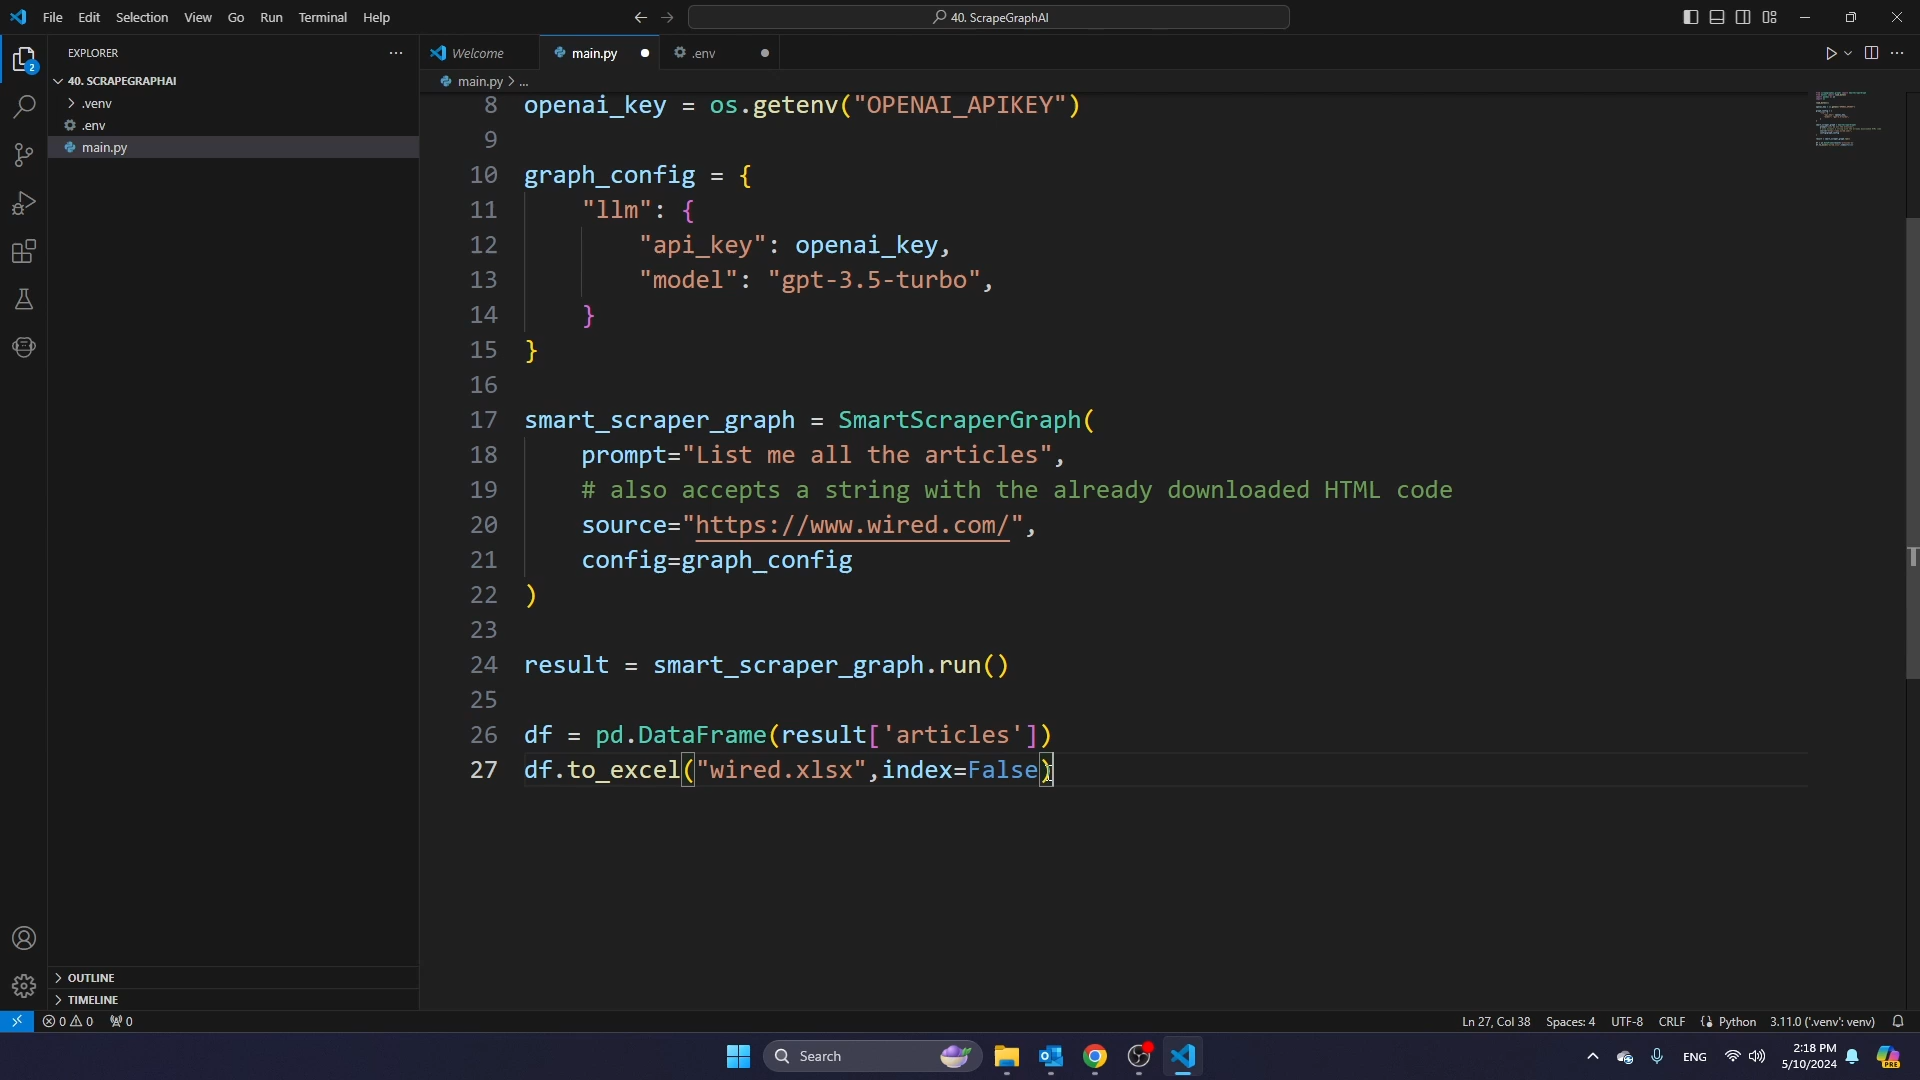 File Edit Selection View Go Run Terminal Help
40. ScrapeGraphAI
EXPLORER
40. SCRAPEGRAPHAI
.venv
.env
main.py
OUTLINE
TIMELINE
2
Welcome
main.py
.env
main.py > ...
8 openai_key = os.getenv("OPENAI_APIKEY")
9
10 graph_config = {
11 "llm": {
12 "api_key": openai_key,
13 "model": "gpt-3.5-turbo",
14 }
15 }
16
17 smart_scraper_graph = SmartScraperGraph(
18 prompt="List me all the articles",
19 # also accepts a string with the already downloaded HTML code
20 source="https://www.wired.com/",
21 config=graph_config
22 )
23
24 result = smart_scraper_graph.run()
25
26 df = pd.DataFrame(result['articles'])
27 df.to_excel("wired.xlsx",index=False)
0 0 0
Ln 27, Col 38 Spaces: 4 UTF-8 CRLF Python 3.11.0 ('.venv': venv)
Search
ENG
2:18 PM
5/10/2024
PRE